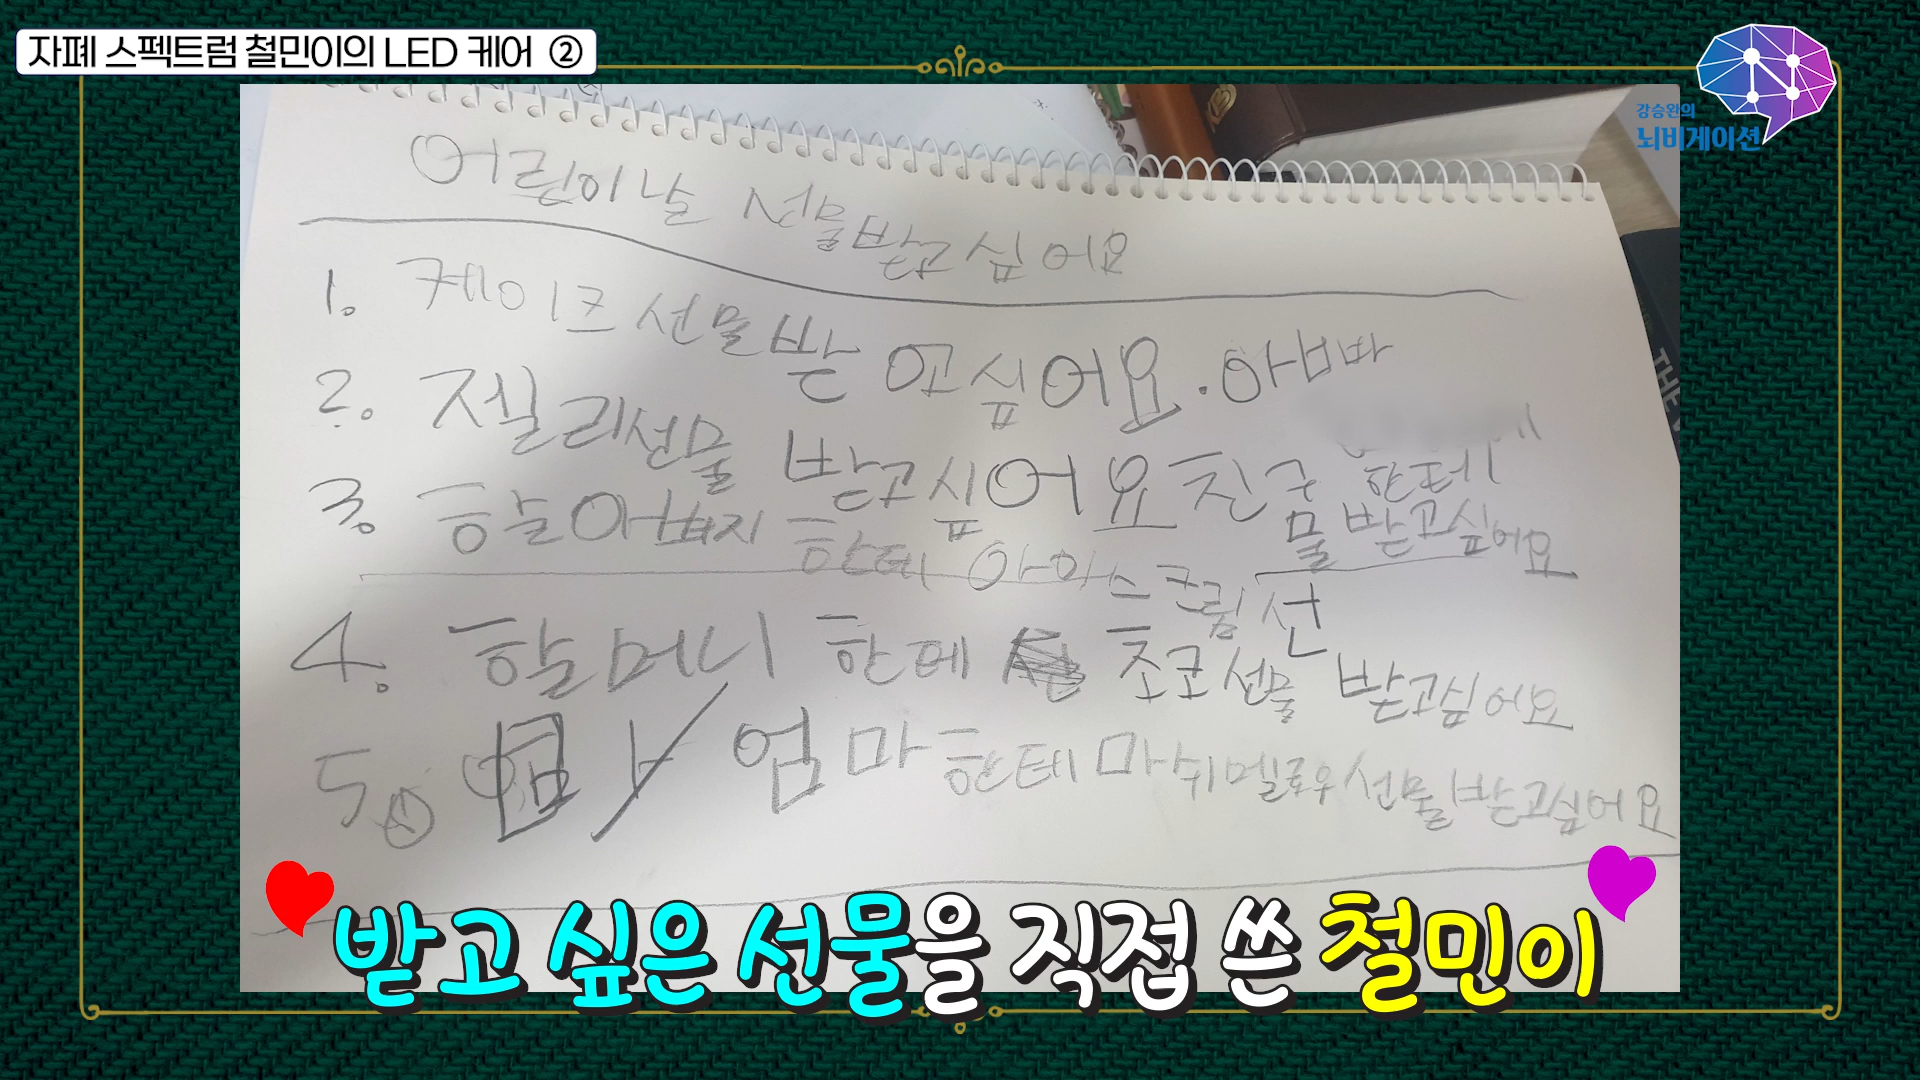 자폐 스펙트럼 철민이의 LED 케어 ②
강승완의
뇌비게이션
어린이날 선물받고싶어요
1. 케이크선물받고싶어요. 아빠
2. 젤리선물 받고싶어요 친구 한테
3. 할아버지 한테 아이스크림 선물 받고싶어요
4. 할머니 한테 초코선물 받고싶어요
5. 엄마한테 마쉬멜로우선물받고싶어요
받고 싶은 선물을 직접 쓴 철민이